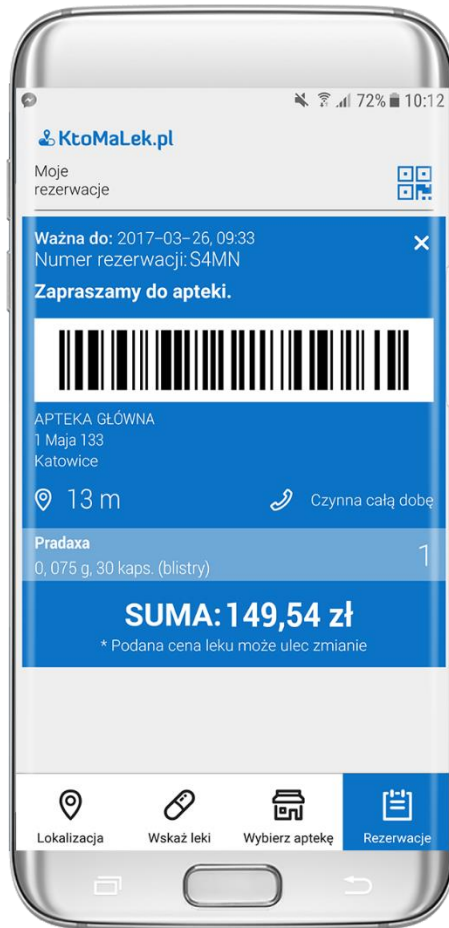 72% 10:12
KtoMaLek.pl
Moje
rezerwacje
Ważna do: 2017–03–26, 09:33
Numer rezerwacji: S4MN
Zapraszamy do apteki.
APTEKA GŁÓWNA
1 Maja 133
Katowice
13 m
Czynna całą dobę
Pradaxa
0, 075 g, 30 kaps. (blistry)
1
SUMA: 149,54 zł
* Podana cena leku może ulec zmianie
Lokalizacja
Wskaż leki
Wybierz aptekę
Rezerwacje